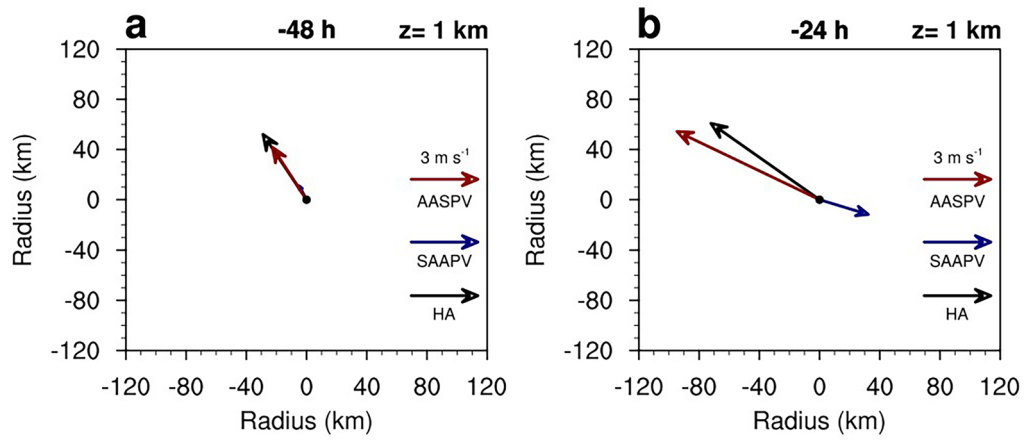 a -48 h z= 1 km
120
80
40
0
-40
-80
-120
Radius (km)
3 m s⁻¹
AASPV
SAAPV
HA
-120 -80 -40 0 40 80 120
Radius (km)
b -24 h z= 1 km
120
80
40
0
-40
-80
-120
Radius (km)
3 m s⁻¹
AASPV
SAAPV
HA
-120 -80 -40 0 40 80 120
Radius (km)